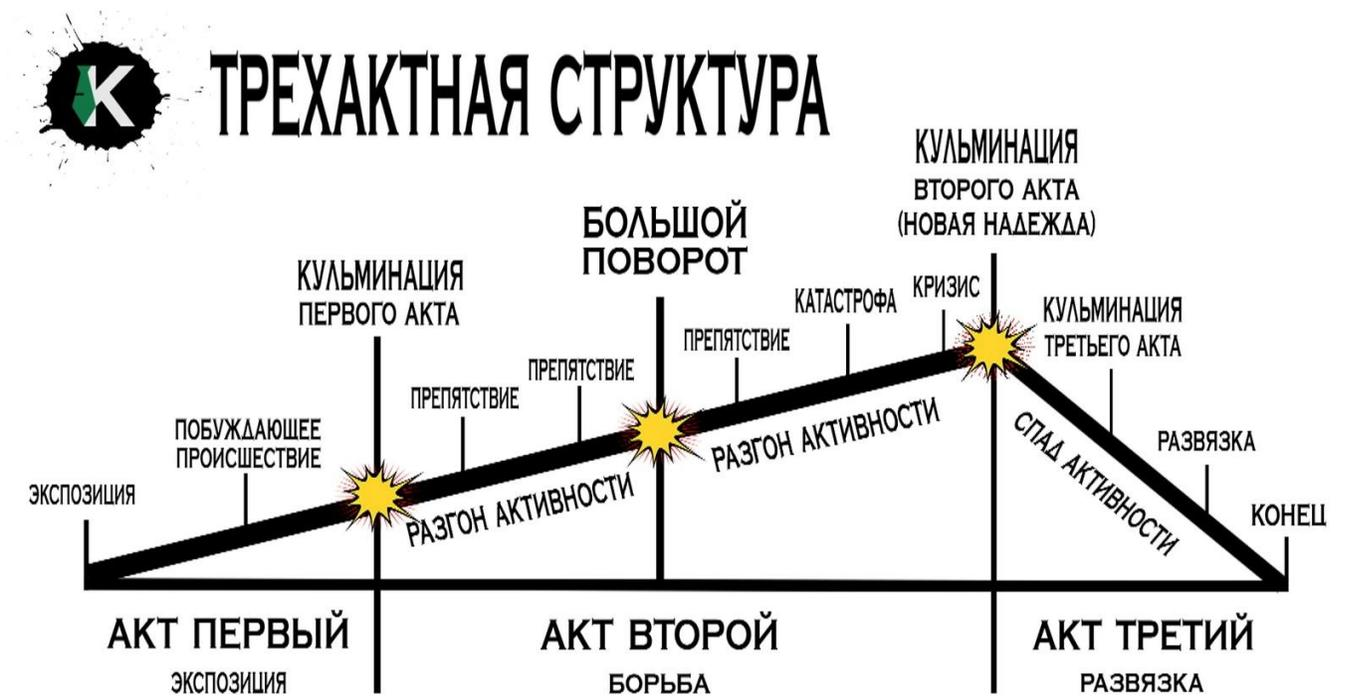 K
ТРЕХАКТНАЯ СТРУКТУРА
КУЛЬМИНАЦИЯ
ВТОРОГО АКТА
(НОВАЯ НАДЕЖДА)
БОЛЬШОЙ
ПОВОРОТ
КУЛЬМИНАЦИЯ
ПЕРВОГО АКТА
ЭКСПОЗИЦИЯ
ПОБУЖДАЮЩЕЕ
ПРОИСШЕСТВИЕ
ПРЕПЯТСТВИЕ
ПРЕПЯТСТВИЕ
ПРЕПЯТСТВИЕ
КАТАСТРОФА
КРИЗИС
КУЛЬМИНАЦИЯ
ТРЕТЬЕГО АКТА
РАЗВЯЗКА
КОНЕЦ
РАЗГОН АКТИВНОСТИ
РАЗГОН АКТИВНОСТИ
СПАД АКТИВНОСТИ
АКТ ПЕРВЫЙ
ЭКСПОЗИЦИЯ
АКТ ВТОРОЙ
БОРЬБА
АКТ ТРЕТИЙ
РАЗВЯЗКА